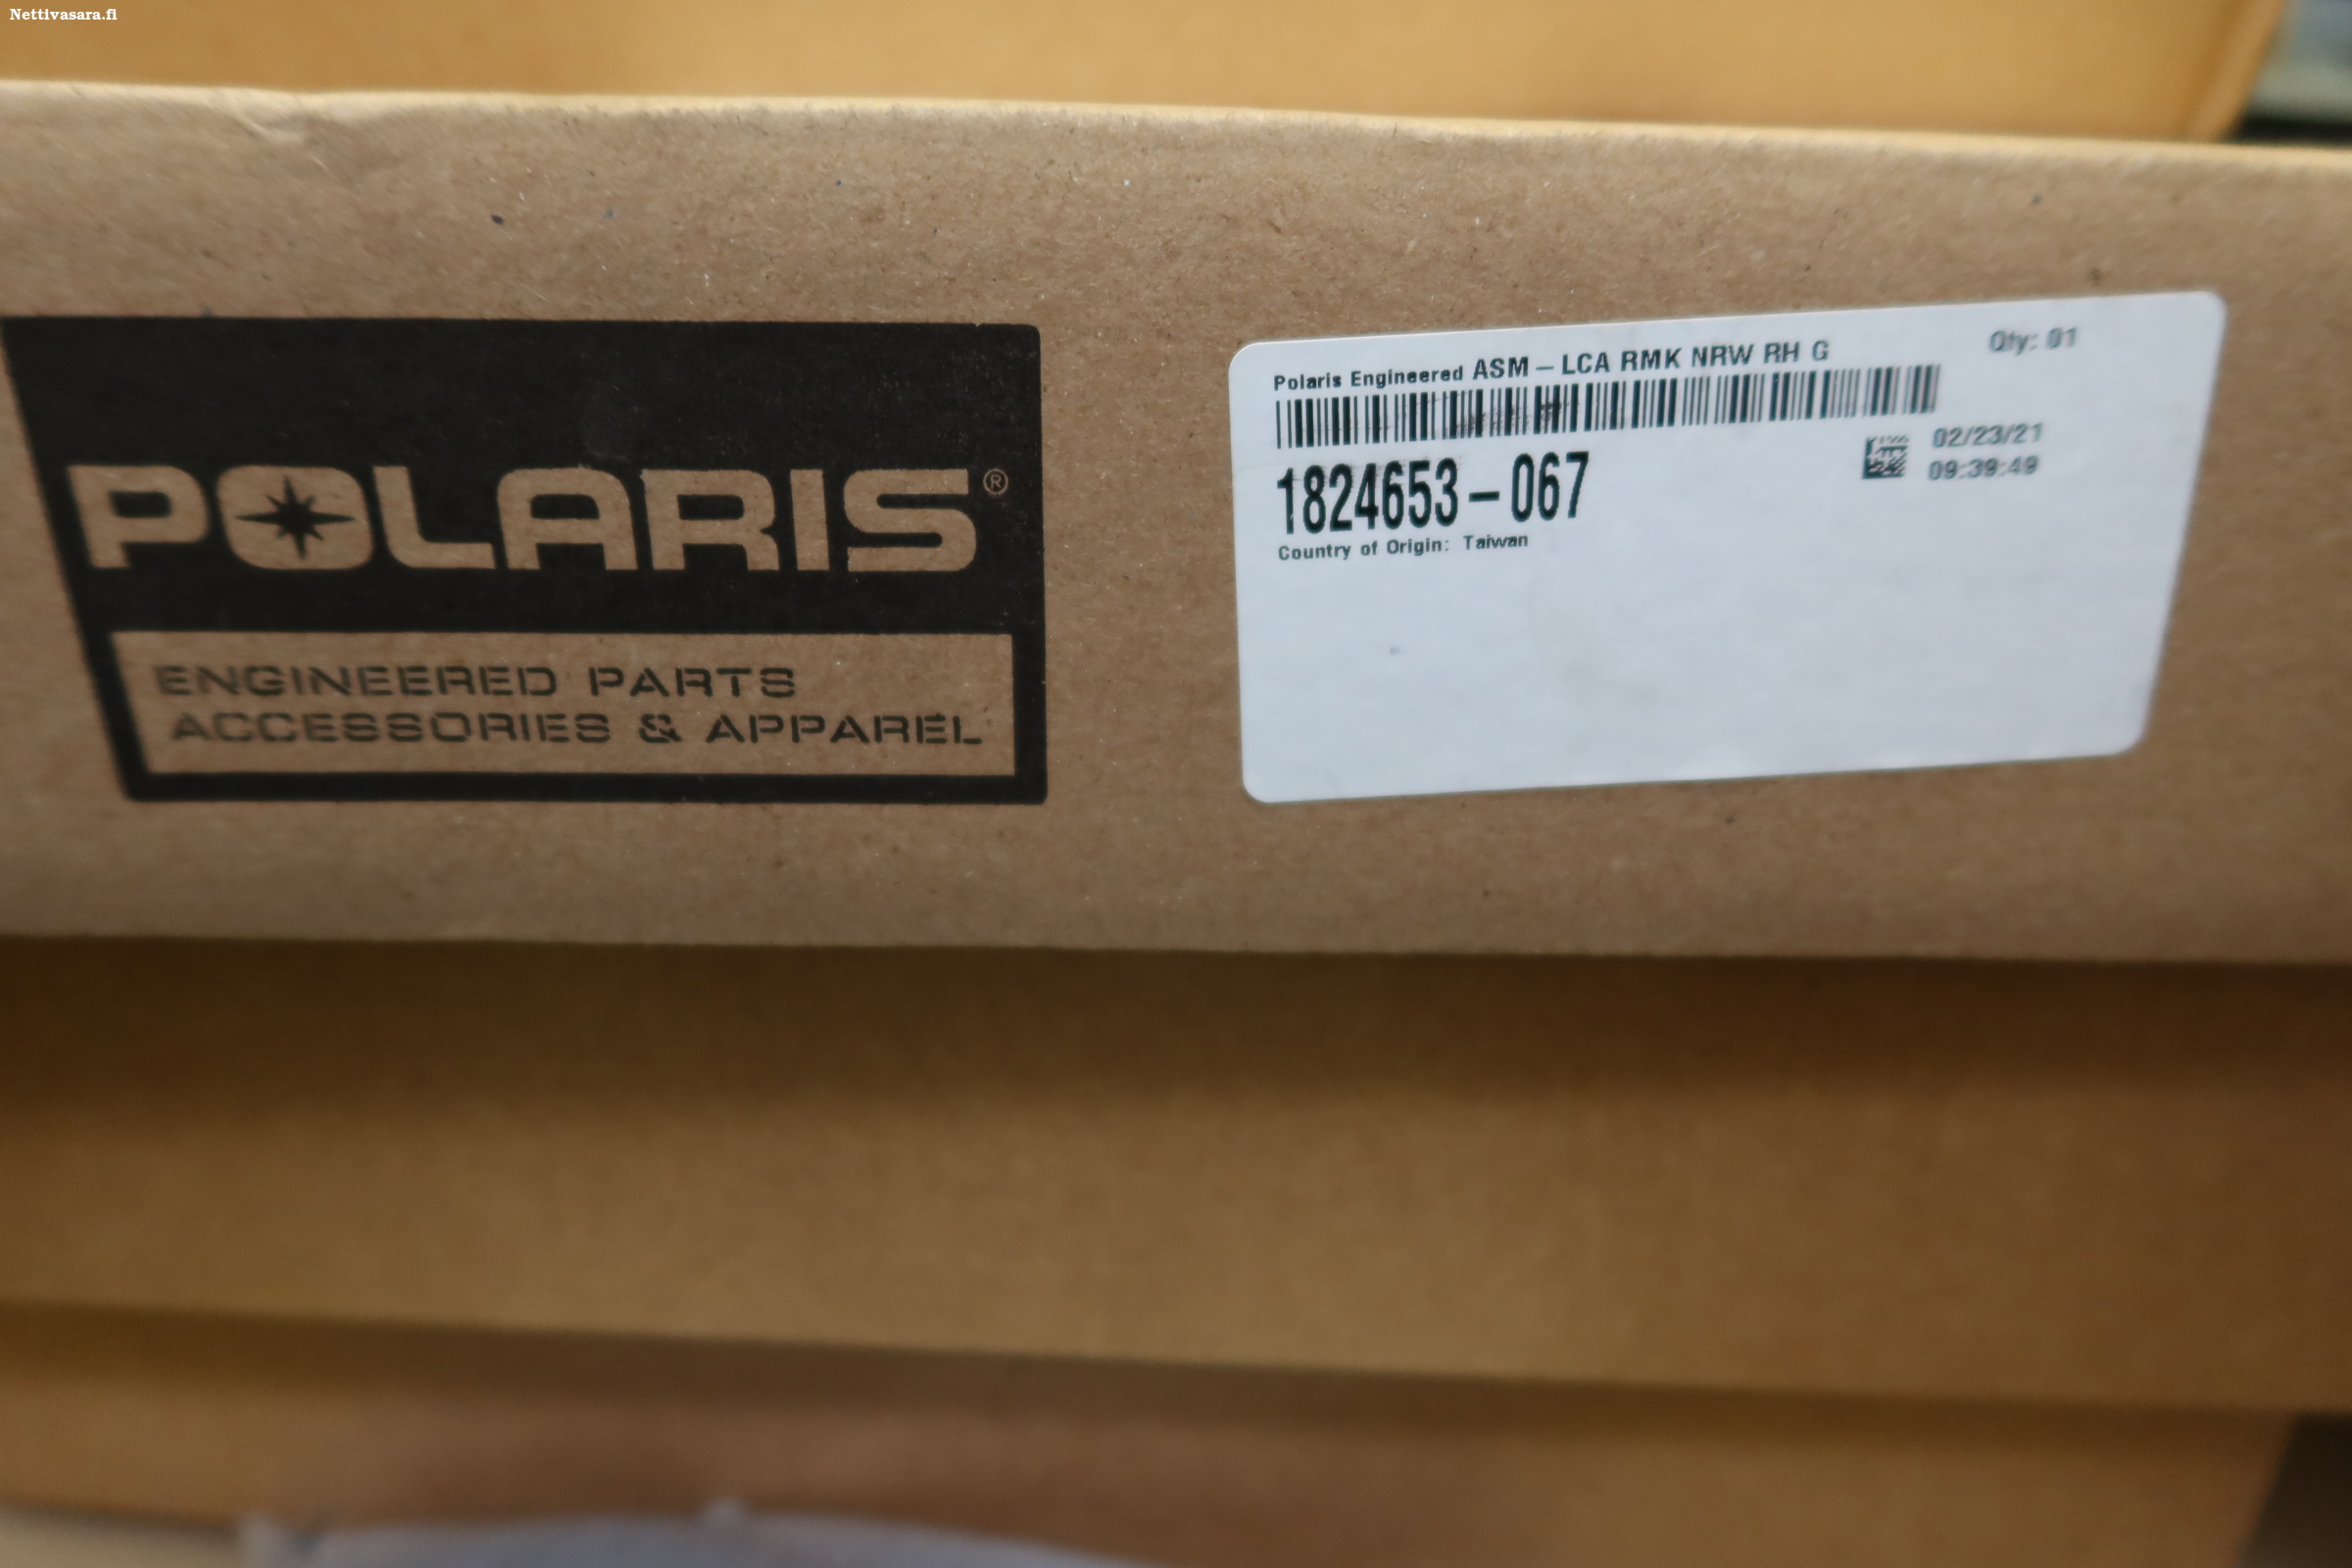 Nettivasara.fi
POLARIS®
ENGINEERED PARTS
ACCESSORIES & APPAREL
Polaris Engineered ASM – LCA RMK NRW RH G
Qty: 01
1824653–067
02/23/21
09:39:49
Country of Origin: Taiwan